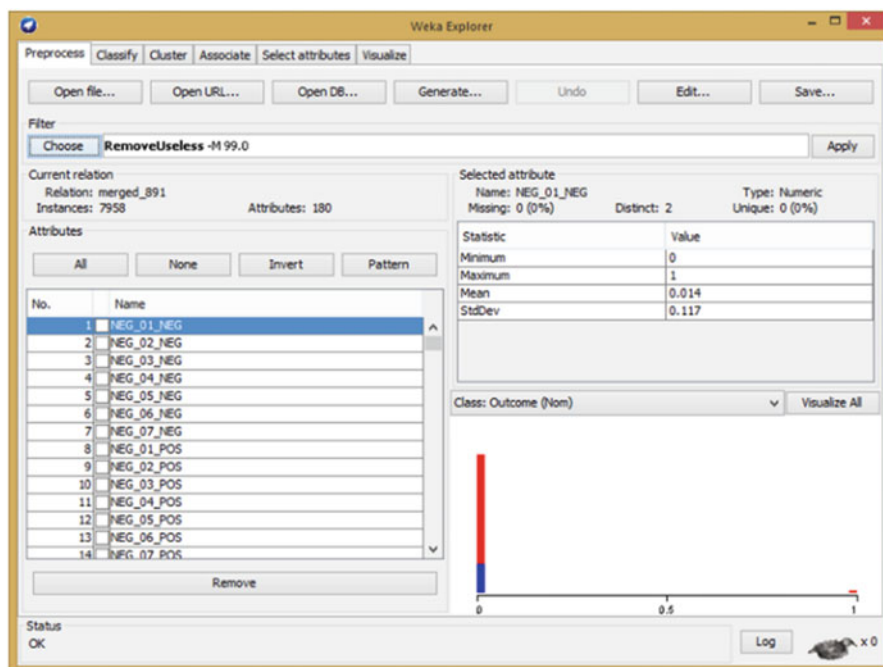 Weka Explorer
Preprocess Classify Cluster Associate Select attributes Visualize
Open file... Open URL... Open DB... Generate... Undo Edit... Save...
Filter
Choose RemoveUseless -M 99.0 Apply
Current relation
Relation: merged_891
Instances: 7958 Attributes: 180
Attributes
All None Invert Pattern
No. Name
1 NEG_01_NEG
2 NEG_02_NEG
3 NEG_03_NEG
4 NEG_04_NEG
5 NEG_05_NEG
6 NEG_06_NEG
7 NEG_07_NEG
8 NEG_01_POS
9 NEG_02_POS
10 NEG_03_POS
11 NEG_04_POS
12 NEG_05_POS
13 NEG_06_POS
14 NEG_07_POS
Remove
Selected attribute
Name: NEG_01_NEG Type: Numeric
Missing: 0 (0%) Distinct: 2 Unique: 0 (0%)
Statistic Value
Minimum 0
Maximum 1
Mean 0.014
StdDev 0.117
Class: Outcome (Nom) Visualize All
0 0.5 1
Status
OK
Log x 0